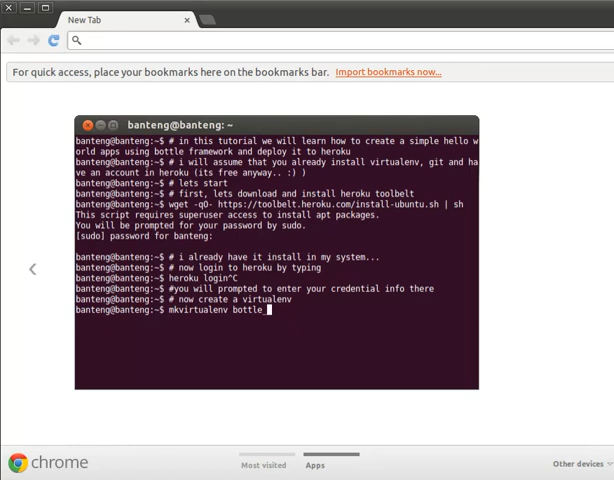 New Tab
For quick access, place your bookmarks here on the bookmarks bar. Import bookmarks now...
banteng@banteng: ~
banteng@banteng:~$ # in this tutorial we will learn how to create a simple hello w
orld apps using bottle framework and deploy it to heroku
banteng@banteng:~$ # i will assume that you already install virtualenv, git and ha
ve an account in heroku (its free anyway.. :) )
banteng@banteng:~$ # lets start
banteng@banteng:~$ # first, lets download and install heroku toolbelt
banteng@banteng:~$ wget -qO- https://toolbelt.heroku.com/install-ubuntu.sh | sh
This script requires superuser access to install apt packages.
You will be prompted for your password by sudo.
[sudo] password for banteng:
banteng@banteng:~$ # i already have it install in my system...
banteng@banteng:~$ # now login to heroku by typing
banteng@banteng:~$ heroku login^C
banteng@banteng:~$ #you will prompted to enter your credential info there
banteng@banteng:~$ # now create a virtualenv
banteng@banteng:~$ mkvirtualenv bottle_
chrome
Most visited
Apps
Other devices